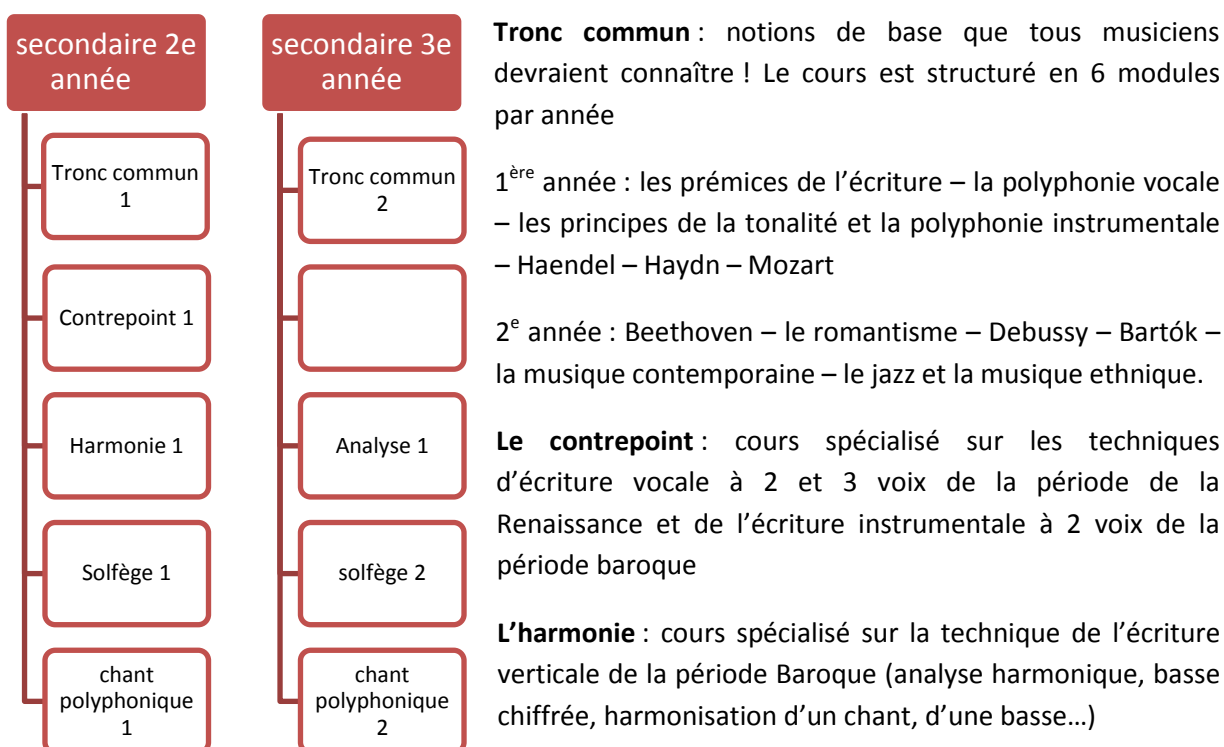 secondaire 2e
année
Tronc commun
1
Contrepoint 1
Harmonie 1
Solfège 1
chant
polyphonique
1
secondaire 3e
année
Tronc commun
2
Analyse 1
solfège 2
chant
polyphonique
2
Tronc commun : notions de base que tous musiciens
devraient connaître ! Le cours est structuré en 6 modules
par année
1ère année : les prémices de l’écriture – la polyphonie vocale
– les principes de la tonalité et la polyphonie instrumentale
– Haendel – Haydn – Mozart
2e année : Beethoven – le romantisme – Debussy – Bartók –
la musique contemporaine – le jazz et la musique ethnique.
Le contrepoint : cours spécialisé sur les techniques
d’écriture vocale à 2 et 3 voix de la période de la
Renaissance et de l’écriture instrumentale à 2 voix de la
période baroque
L’harmonie : cours spécialisé sur la technique de l’écriture
verticale de la période Baroque (analyse harmonique, basse
chiffrée, harmonisation d’un chant, d’une basse…)